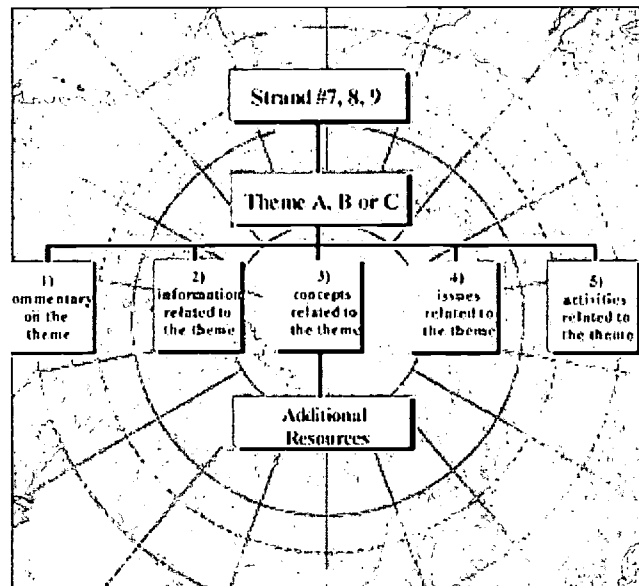 Strand #7, 8, 9
Theme A, B or C
1)
ommentary
on the
theme
2)
information
related to
the theme
3)
concepts
related to
the theme
4)
issues
related to
the theme
5)
activities
related to
the theme
Additional
Resources